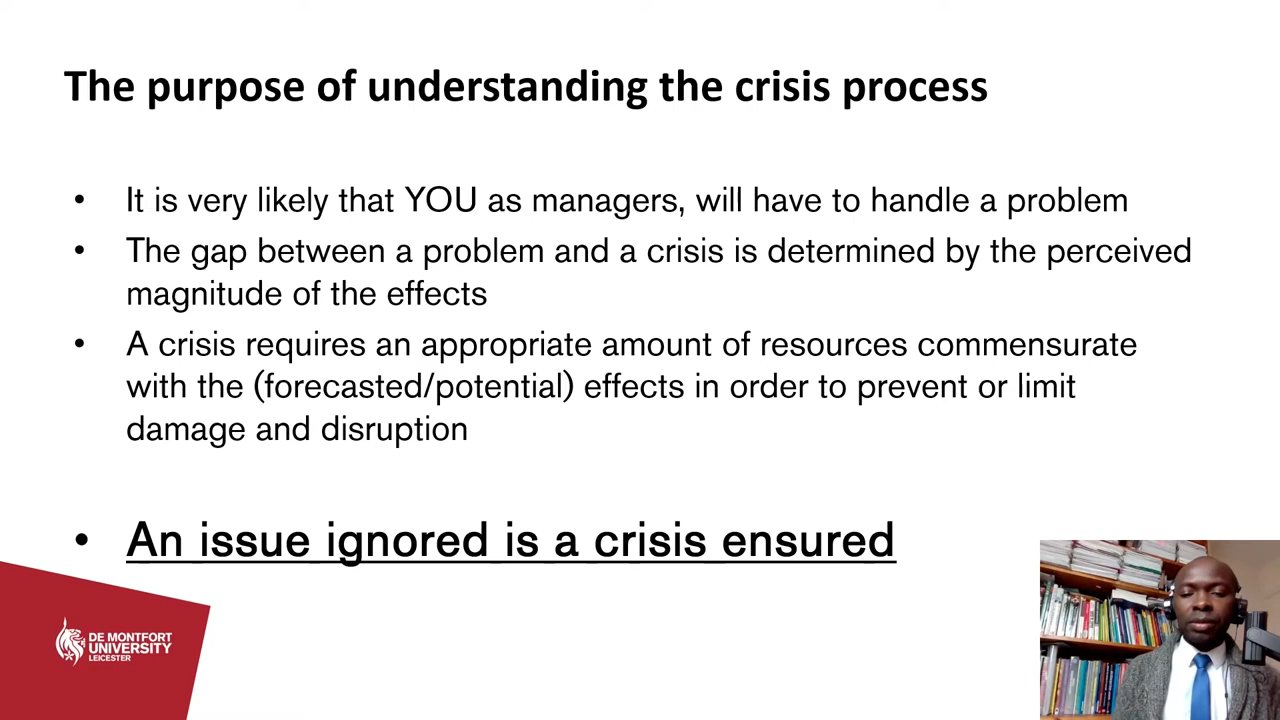 The purpose of understanding the crisis process
• It is very likely that YOU as managers, will have to handle a problem
• The gap between a problem and a crisis is determined by the perceived
magnitude of the effects
• A crisis requires an appropriate amount of resources commensurate
with the (forecasted/potential) effects in order to prevent or limit
damage and disruption
• An issue ignored is a crisis ensured
DE MONTFORT
UNIVERSITY
LEICESTER